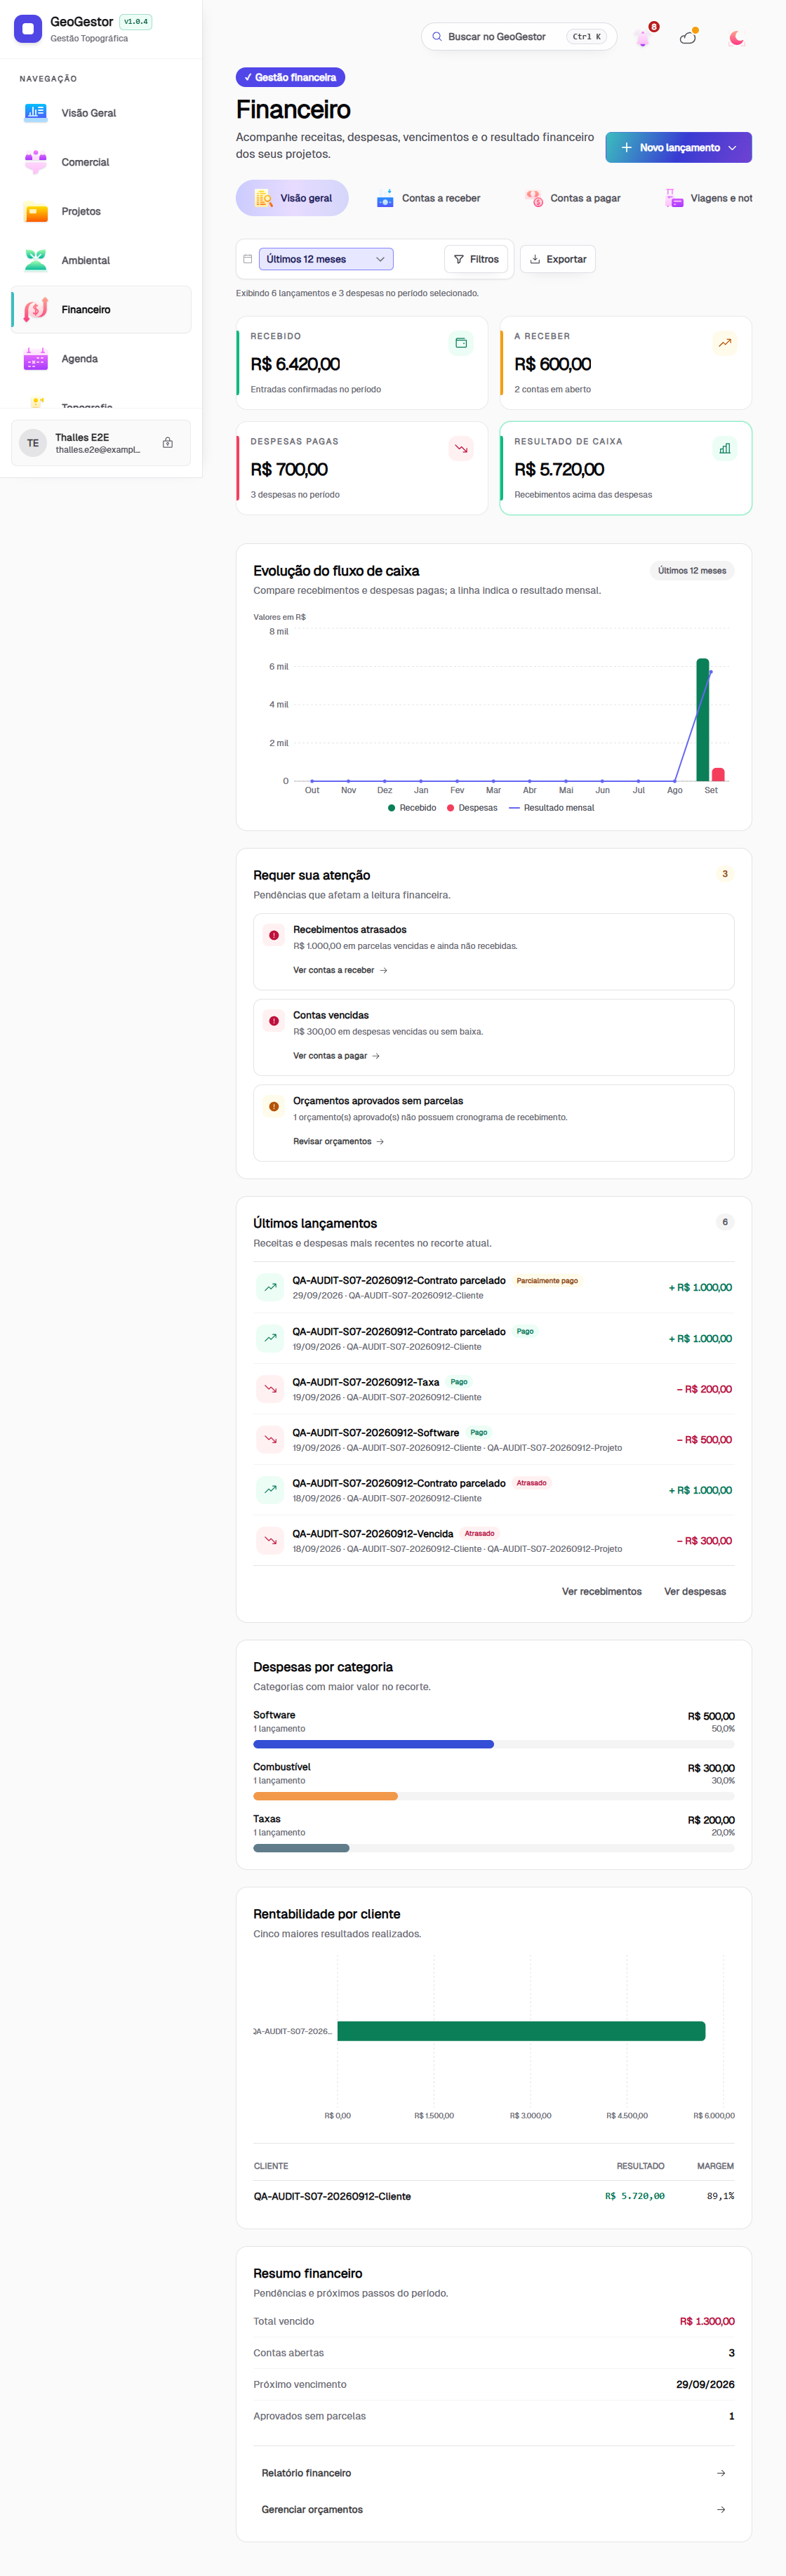 GeoGestor v1.0.4
Gestão Topográfica
NAVEGAÇÃO
Visão Geral
Comercial
Projetos
Ambiental
Financeiro
Agenda
TE
Thalles E2E
thalles.e2e@exampl...
Buscar no GeoGestor Ctrl K
8
✓ Gestão financeira
Financeiro
Acompanhe receitas, despesas, vencimentos e o resultado financeiro
dos seus projetos.
Novo lançamento
Visão geral
Contas a receber
Contas a pagar
Viagens e not
Últimos 12 meses
Filtros
Exportar
Exibindo 6 lançamentos e 3 despesas no período selecionado.
RECEBIDO
R$ 6.420,00
Entradas confirmadas no período
A RECEBER
R$ 600,00
2 contas em aberto
DESPESAS PAGAS
R$ 700,00
3 despesas no período
RESULTADO DE CAIXA
R$ 5.720,00
Recebimentos acima das despesas
Evolução do fluxo de caixa
Últimos 12 meses
Compare recebimentos e despesas pagas; a linha indica o resultado mensal.
Valores em R$
8 mil
6 mil
4 mil
2 mil
0
Out Nov Dez Jan Fev Mar Abr Mai Jun Jul Ago Set
Recebido Despesas Resultado mensal
Requer sua atenção
3
Pendências que afetam a leitura financeira.
Recebimentos atrasados
R$ 1.000,00 em parcelas vencidas e ainda não recebidas.
Ver contas a receber →
Contas vencidas
R$ 300,00 em despesas vencidas ou sem baixa.
Ver contas a pagar →
Orçamentos aprovados sem parcelas
1 orçamento(s) aprovado(s) não possuem cronograma de recebimento.
Revisar orçamentos →
Últimos lançamentos
6
Receitas e despesas mais recentes no recorte atual.
QA-AUDIT-S07-20260912-Contrato parcelado Parcialmente pago
29/09/2026 · QA-AUDIT-S07-20260912-Cliente
+ R$ 1.000,00
QA-AUDIT-S07-20260912-Contrato parcelado Pago
19/09/2026 · QA-AUDIT-S07-20260912-Cliente
+ R$ 1.000,00
QA-AUDIT-S07-20260912-Taxa Pago
19/09/2026 · QA-AUDIT-S07-20260912-Cliente
− R$ 200,00
QA-AUDIT-S07-20260912-Software Pago
19/09/2026 · QA-AUDIT-S07-20260912-Cliente · QA-AUDIT-S07-20260912-Projeto
− R$ 500,00
QA-AUDIT-S07-20260912-Contrato parcelado Atrasado
18/09/2026 · QA-AUDIT-S07-20260912-Cliente
+ R$ 1.000,00
QA-AUDIT-S07-20260912-Vencida Atrasado
18/09/2026 · QA-AUDIT-S07-20260912-Cliente · QA-AUDIT-S07-20260912-Projeto
− R$ 300,00
Ver recebimentos Ver despesas
Despesas por categoria
Categorias com maior valor no recorte.
Software R$ 500,00
1 lançamento 50,0%
Combustível R$ 300,00
1 lançamento 30,0%
Taxas R$ 200,00
1 lançamento 20,0%
Rentabilidade por cliente
Cinco maiores resultados realizados.
QA-AUDIT-S07-2026...
R$ 0,00 R$ 1.500,00 R$ 3.000,00 R$ 4.500,00 R$ 6.000,00
CLIENTE RESULTADO MARGEM
QA-AUDIT-S07-20260912-Cliente R$ 5.720,00 89,1%
Resumo financeiro
Pendências e próximos passos do período.
Total vencido R$ 1.300,00
Contas abertas 3
Próximo vencimento 29/09/2026
Aprovados sem parcelas 1
Relatório financeiro →
Gerenciar orçamentos →